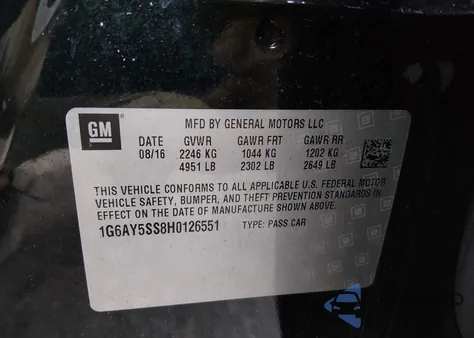 GM
MFD BY GENERAL MOTORS LLC
DATE GVWR GAWR FRT GAWR RR
08/16 2246 KG 1044 KG 1202 KG
4951 LB 2302 LB 2649 LB
THIS VEHICLE CONFORMS TO ALL APPLICABLE U.S. FEDERAL MOTOR
VEHICLE SAFETY, BUMPER, AND THEFT PREVENTION STANDARDS IN
EFFECT ON THE DATE OF MANUFACTURE SHOWN ABOVE.
1G6AY5SS8H0126551 TYPE: PASS CAR